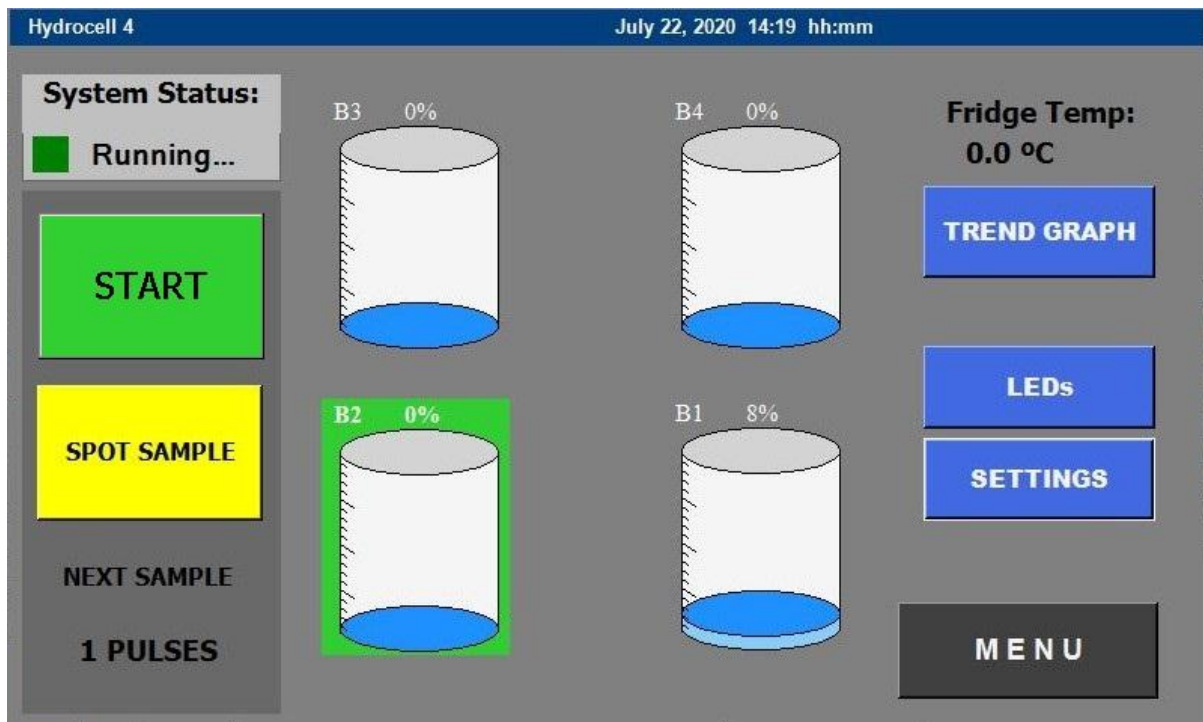 Hydrocell 4
July 22, 2020 14:19 hh:mm
System Status:
Running...
START
SPOT SAMPLE
NEXT SAMPLE
1 PULSES
B3 0%
B4 0%
B2 0%
B1 8%
Fridge Temp:
0.0 ºC
TREND GRAPH
LEDs
SETTINGS
MENU